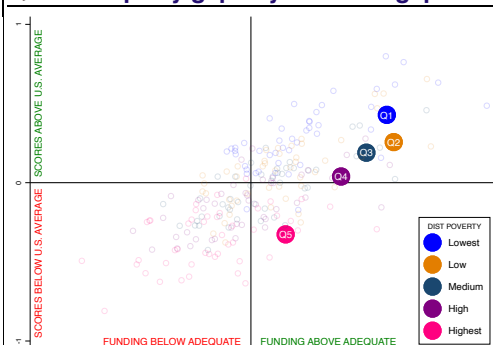 1
SCORES ABOVE U.S. AVERAGE
0
SCORES BELOW U.S. AVERAGE
-1
Q1
Q2
Q3
Q4
Q5
FUNDING BELOW ADEQUATE
FUNDING ABOVE ADEQUATE
DIST POVERTY
Lowest
Low
Medium
High
Highest